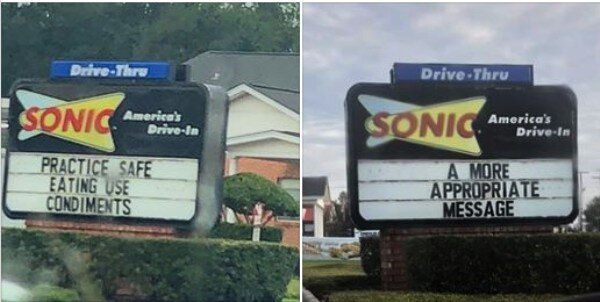 Drive-Thru
SONIC
America's
Drive-In
PRACTICE SAFE
EATING USE
CONDIMENTS
Drive-Thru
SONIC
America's
Drive-In
A MORE
APPROPRIATE
MESSAGE